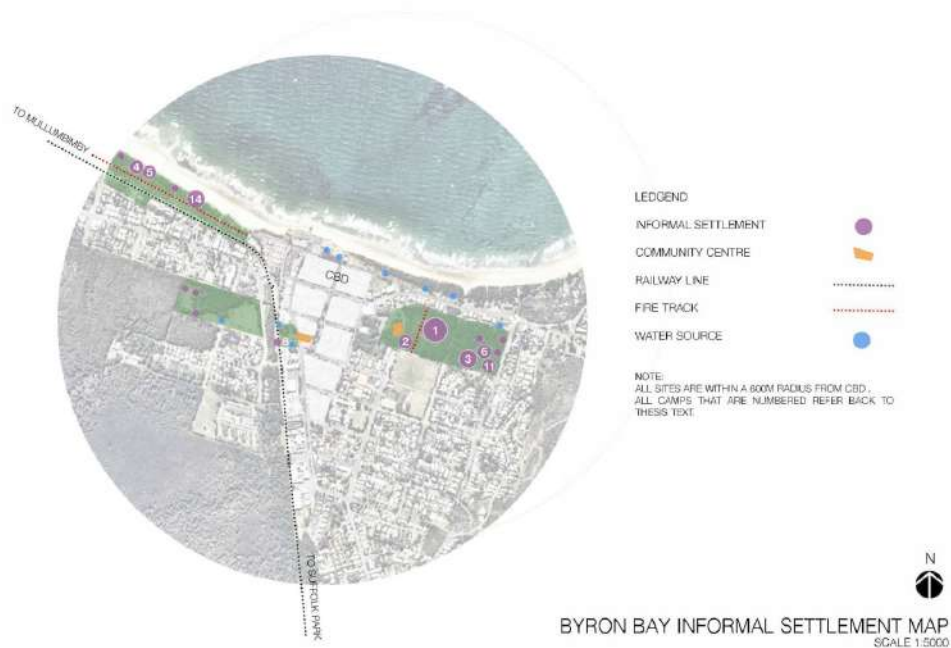 TO MULLUMBIMBY
4
5
14
CBD
1
2
3
6
11
8
TO SUFFOLK PARK
LEDGEND
INFORMAL SETTLEMENT
COMMUNITY CENTRE
RAILWAY LINE
FIRE TRACK
WATER SOURCE
NOTE:
ALL SITES ARE WITHIN A 600M RADIUS FROM CBD.
ALL CAMPS THAT ARE NUMBERED REFER BACK TO
THESIS TEXT.
N
BYRON BAY INFORMAL SETTLEMENT MAP
SCALE 1:5000